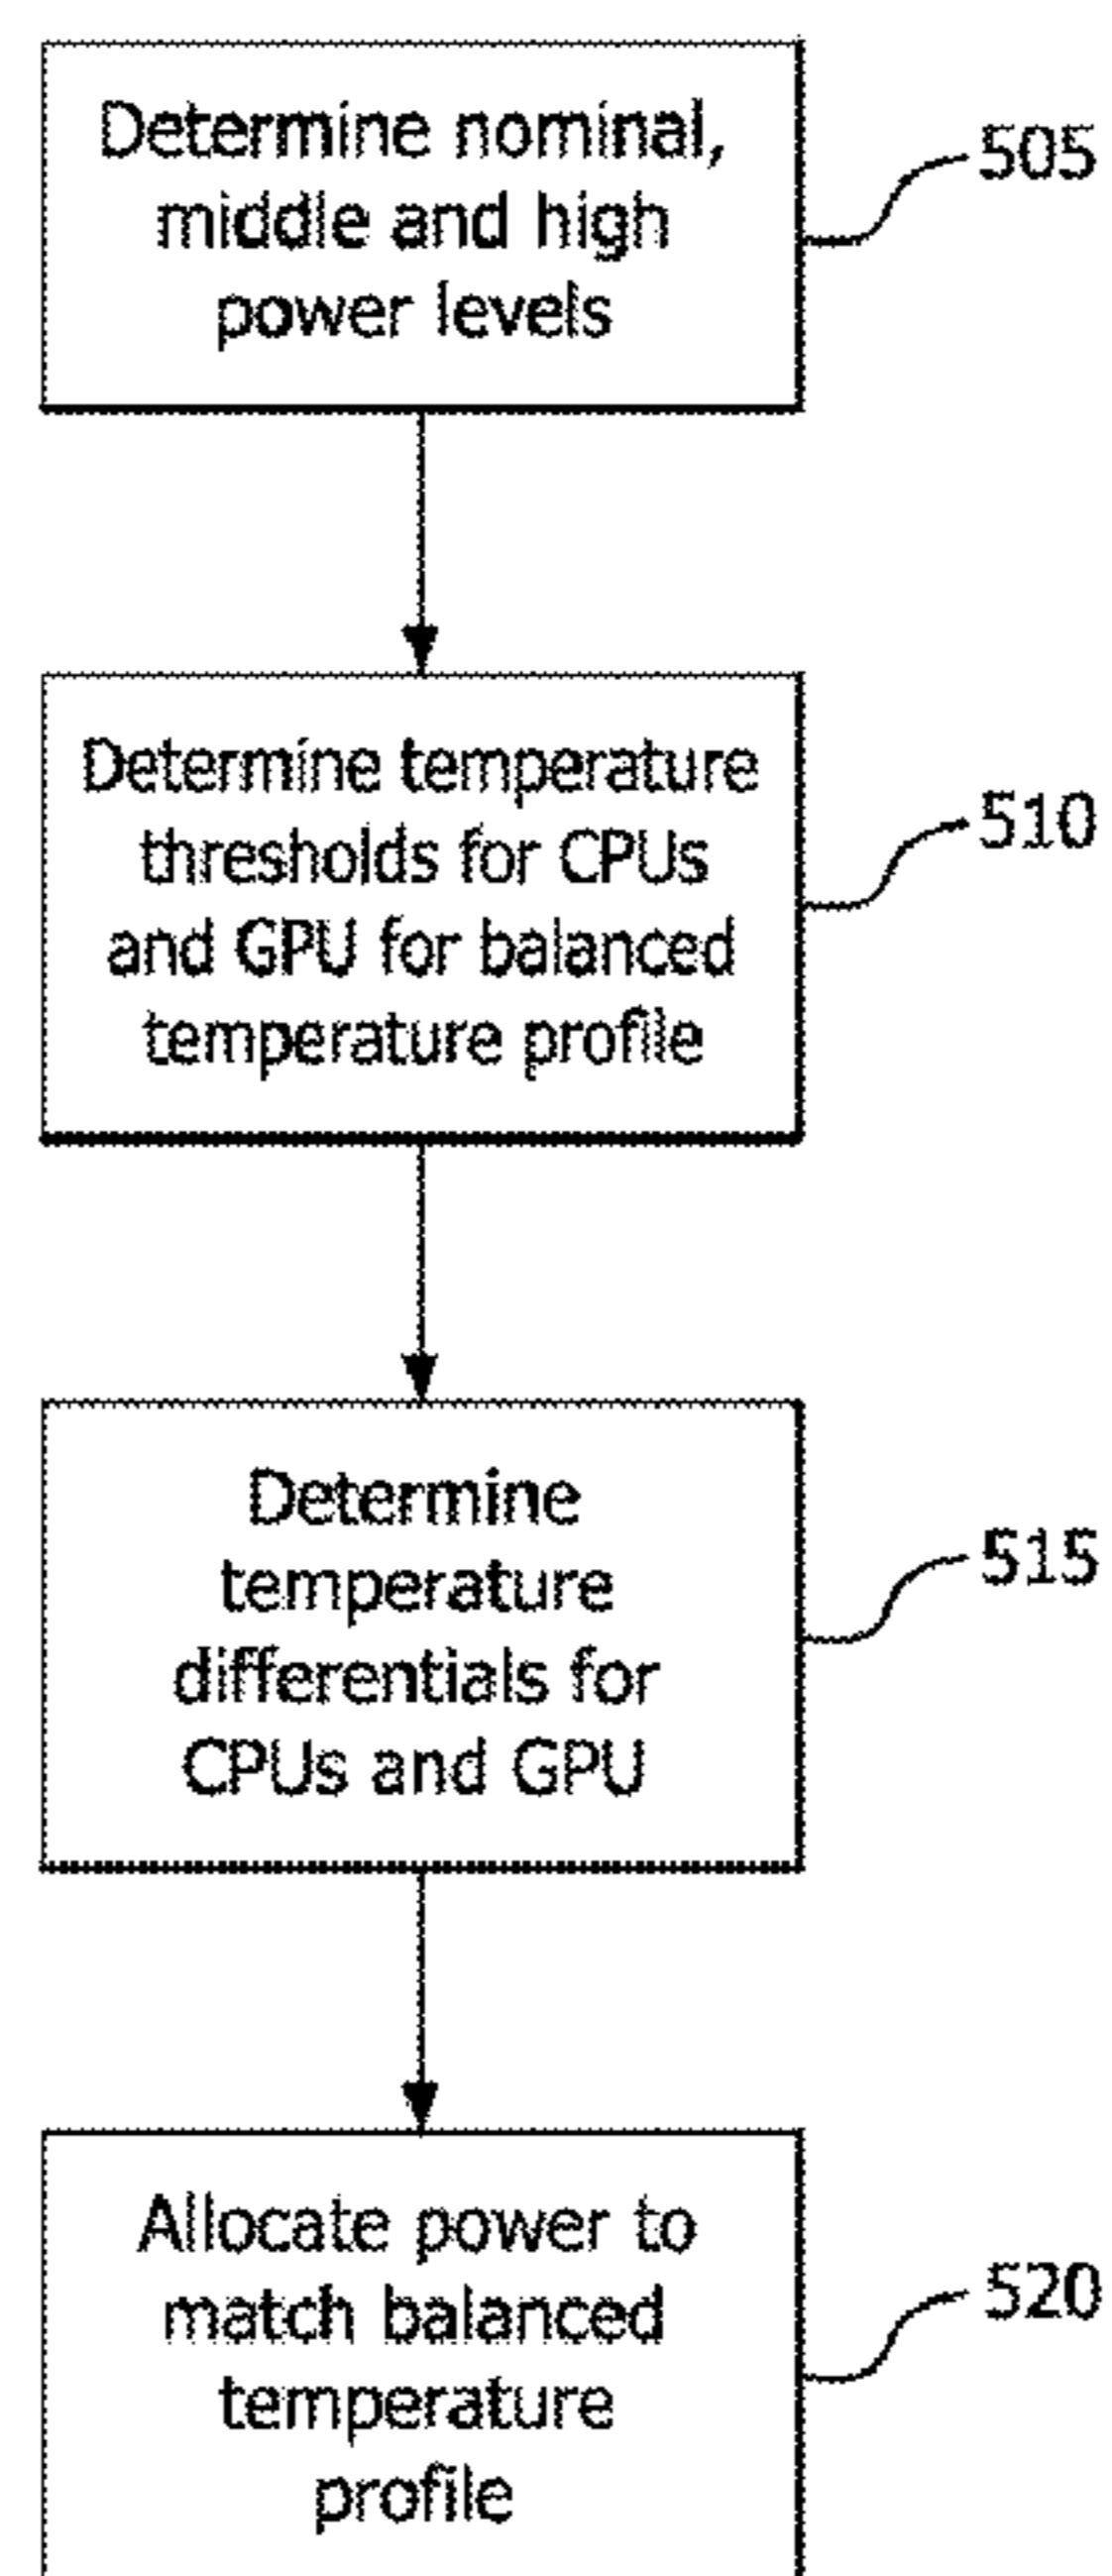 Determine nominal,
middle and high
power levels
505
Determine temperature
thresholds for CPUs
and GPU for balanced
temperature profile
510
Determine
temperature
differentials for
CPUs and GPU
515
Allocate power to
match balanced
temperature
profile
520